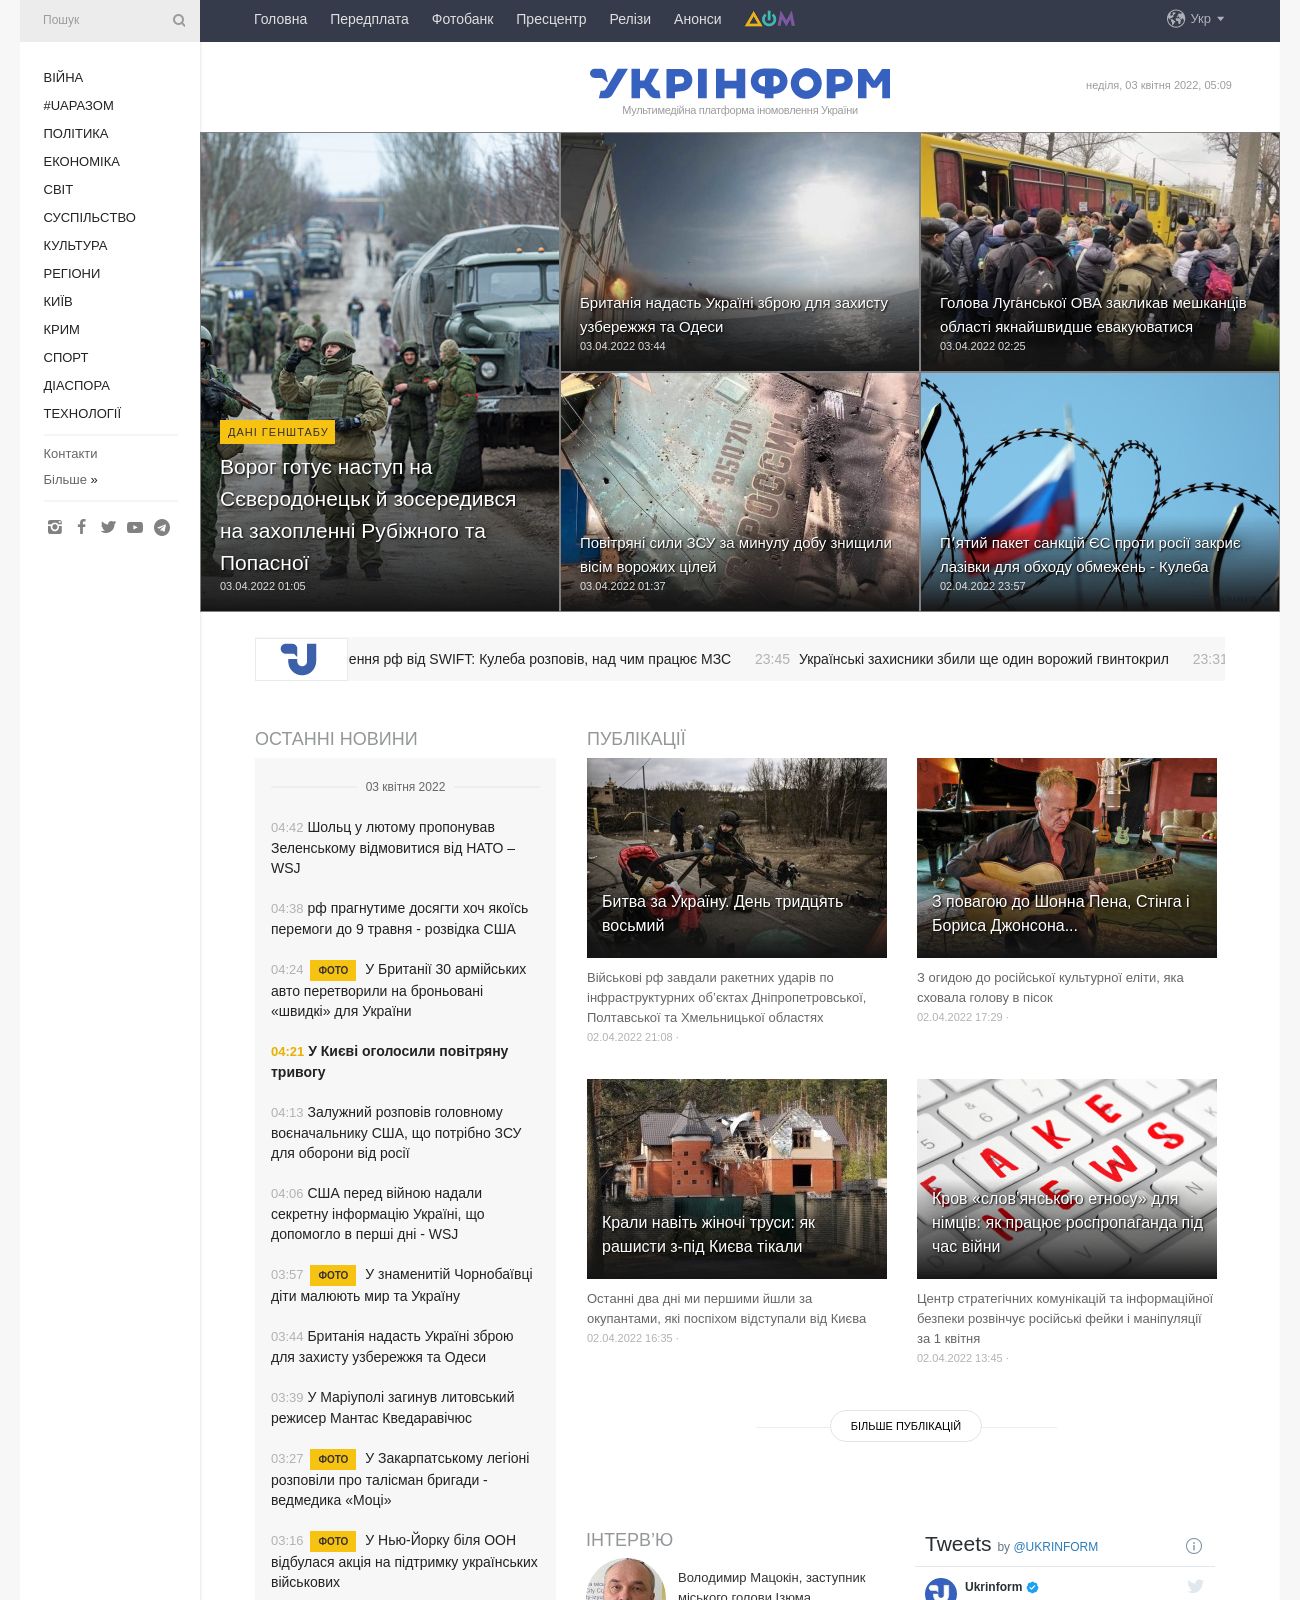 Пошук
Головна Передплата Фотобанк Пресцентр Релізи Анонси ДОМ Укр
ВІЙНА
#UAРАЗОМ
ПОЛІТИКА
ЕКОНОМІКА
СВІТ
СУСПІЛЬСТВО
КУЛЬТУРА
РЕГІОНИ
КИЇВ
КРИМ
СПОРТ
ДІАСПОРА
ТЕХНОЛОГІЇ
Контакти
Більше »
УКРІНФОРМ
Мультимедійна платформа іномовлення України
неділя, 03 квітня 2022, 05:09
ДАНІ ГЕНШТАБУ
Ворог готує наступ на
Сєвєродонецьк й зосередився
на захопленні Рубіжного та
Попасної
03.04.2022 01:05
Британія надасть Україні зброю для захисту
узбережжя та Одеси
03.04.2022 03:44
Голова Луганської ОВА закликав мешканців
області якнайшвидше евакуюватися
03.04.2022 02:25
95070
РОССИИ
Повітряні сили ЗСУ за минулу добу знищили
вісім ворожих цілей
03.04.2022 01:37
П’ятий пакет санкцій ЄС проти росії закриє
лазівки для обходу обмежень - Кулеба
02.04.2022 23:57
ення рф від SWIFT: Кулеба розповів, над чим працює МЗС 23:45 Українські захисники збили ще один ворожий гвинтокрил 23:31
ОСТАННІ НОВИНИ
03 квітня 2022
04:42 Шольц у лютому пропонував
Зеленському відмовитися від НАТО –
WSJ
04:38 рф прагнутиме досягти хоч якоїсь
перемоги до 9 травня - розвідка США
04:24 ФОТО У Британії 30 армійських
авто перетворили на броньовані
«швидкі» для України
04:21 У Києві оголосили повітряну
тривогу
04:13 Залужний розповів головному
воєначальнику США, що потрібно ЗСУ
для оборони від росії
04:06 США перед війною надали
секретну інформацію Україні, що
допомогло в перші дні - WSJ
03:57 ФОТО У знаменитій Чорнобаївці
діти малюють мир та Україну
03:44 Британія надасть Україні зброю
для захисту узбережжя та Одеси
03:39 У Маріуполі загинув литовський
режисер Мантас Кведаравічюс
03:27 ФОТО У Закарпатському легіоні
розповіли про талісман бригади -
ведмедика «Моці»
03:16 ФОТО У Нью-Йорку біля ООН
відбулася акція на підтримку українських
військових
ПУБЛІКАЦІЇ
Битва за Україну. День тридцять
восьмий
Військові рф завдали ракетних ударів по
інфраструктурних об’єктах Дніпропетровської,
Полтавської та Хмельницької областях
02.04.2022 21:08 ·
З повагою до Шонна Пена, Стінга і
Бориса Джонсона...
З огидою до російської культурної еліти, яка
сховала голову в пісок
02.04.2022 17:29 ·
Крали навіть жіночі труси: як
рашисти з-під Києва тікали
Останні два дні ми першими йшли за
окупантами, які поспіхом відступали від Києва
02.04.2022 16:35 ·
FAKE
NEWS
Кров «слов'янського етносу» для
німців: як працює роспропаганда під
час війни
Центр стратегічних комунікацій та інформаційної
безпеки розвінчує російські фейки і маніпуляції
за 1 квітня
02.04.2022 13:45 ·
БІЛЬШЕ ПУБЛІКАЦІЙ
ІНТЕРВ'Ю
Володимир Мацокін, заступник
міського голови Ізюма
Tweets by @UKRINFORM
Ukrinform